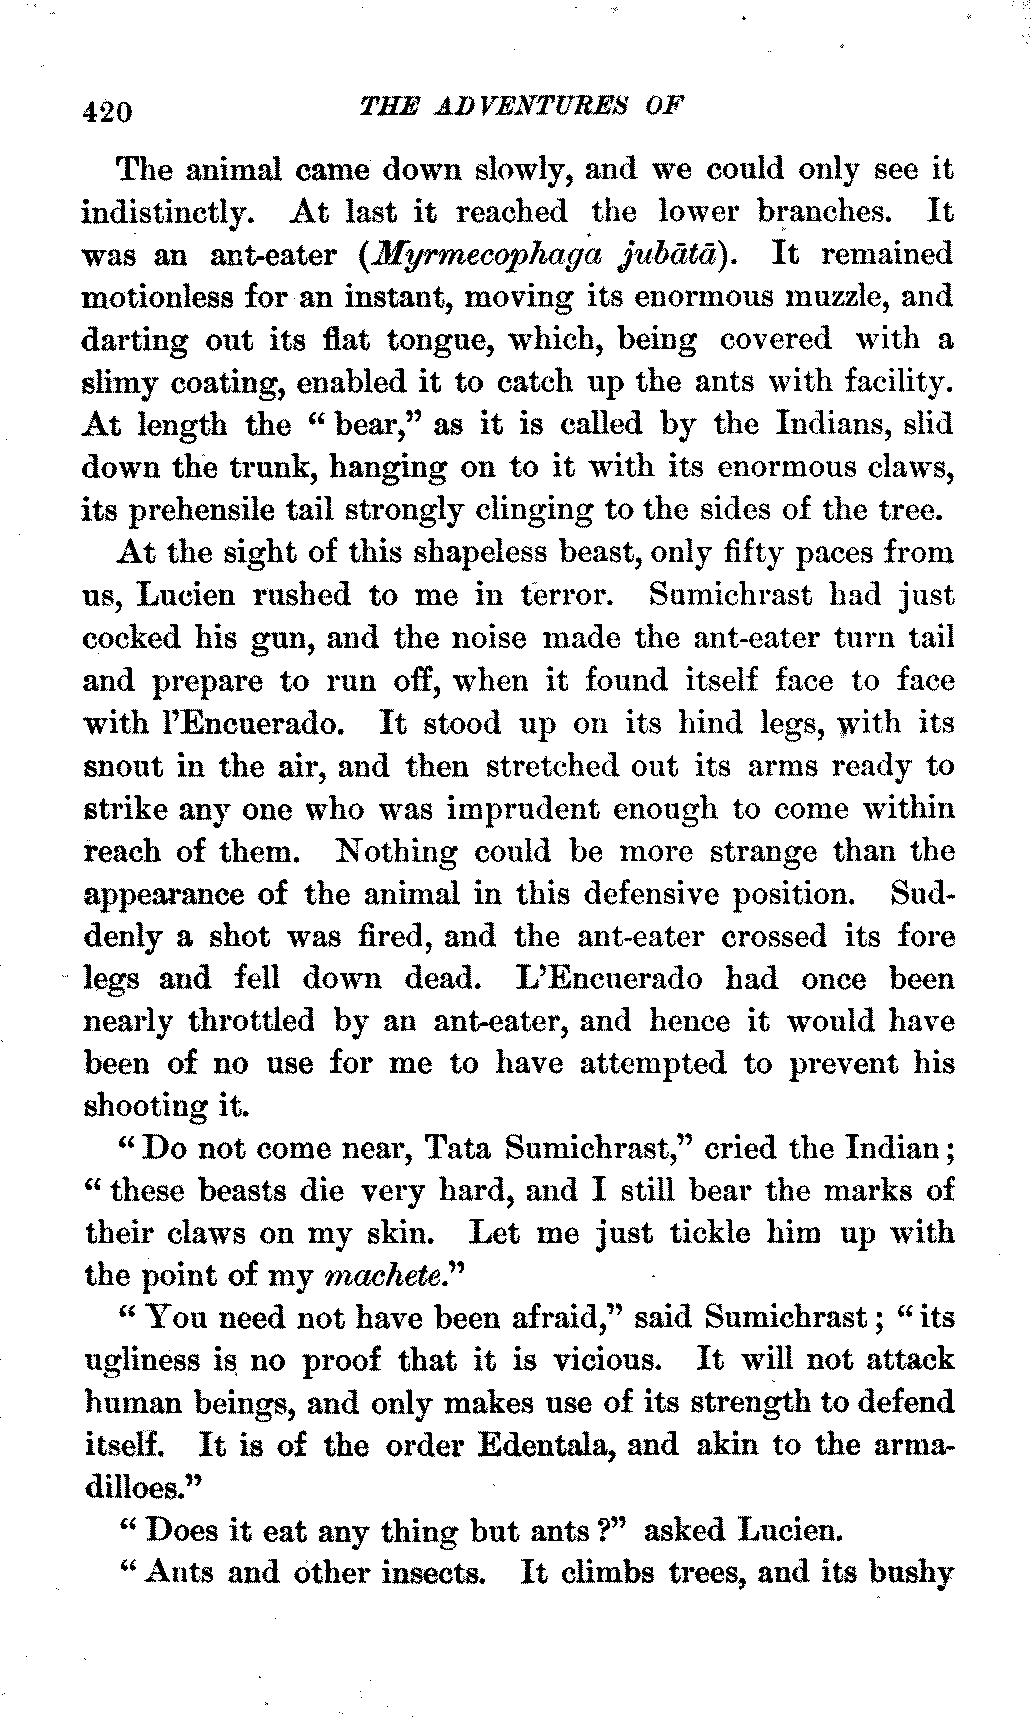 420 THE ADVENTURES OF
The animal came down slowly, and we could only see it
indistinctly. At last it reached the lower branches. It
was an ant-eater (Myrmecophaga jubātā). It remained
motionless for an instant, moving its enormous muzzle, and
darting out its flat tongue, which, being covered with a
slimy coating, enabled it to catch up the ants with facility.
At length the “bear,” as it is called by the Indians, slid
down the trunk, hanging on to it with its enormous claws,
its prehensile tail strongly clinging to the sides of the tree.
At the sight of this shapeless beast, only fifty paces from
us, Lucien rushed to me in terror. Sumichrast had just
cocked his gun, and the noise made the ant-eater turn tail
and prepare to run off, when it found itself face to face
with l’Encuerado. It stood up on its hind legs, with its
snout in the air, and then stretched out its arms ready to
strike any one who was imprudent enough to come within
reach of them. Nothing could be more strange than the
appearance of the animal in this defensive position. Sud-
denly a shot was fired, and the ant-eater crossed its fore
legs and fell down dead. L’Encuerado had once been
nearly throttled by an ant-eater, and hence it would have
been of no use for me to have attempted to prevent his
shooting it.
“Do not come near, Tata Sumichrast,” cried the Indian;
“these beasts die very hard, and I still bear the marks of
their claws on my skin. Let me just tickle him up with
the point of my machete.”
“You need not have been afraid,” said Sumichrast; “its
ugliness is no proof that it is vicious. It will not attack
human beings, and only makes use of its strength to defend
itself. It is of the order Edentala, and akin to the arma-
dilloes.”
“Does it eat any thing but ants?” asked Lucien.
“Ants and other insects. It climbs trees, and its bushy